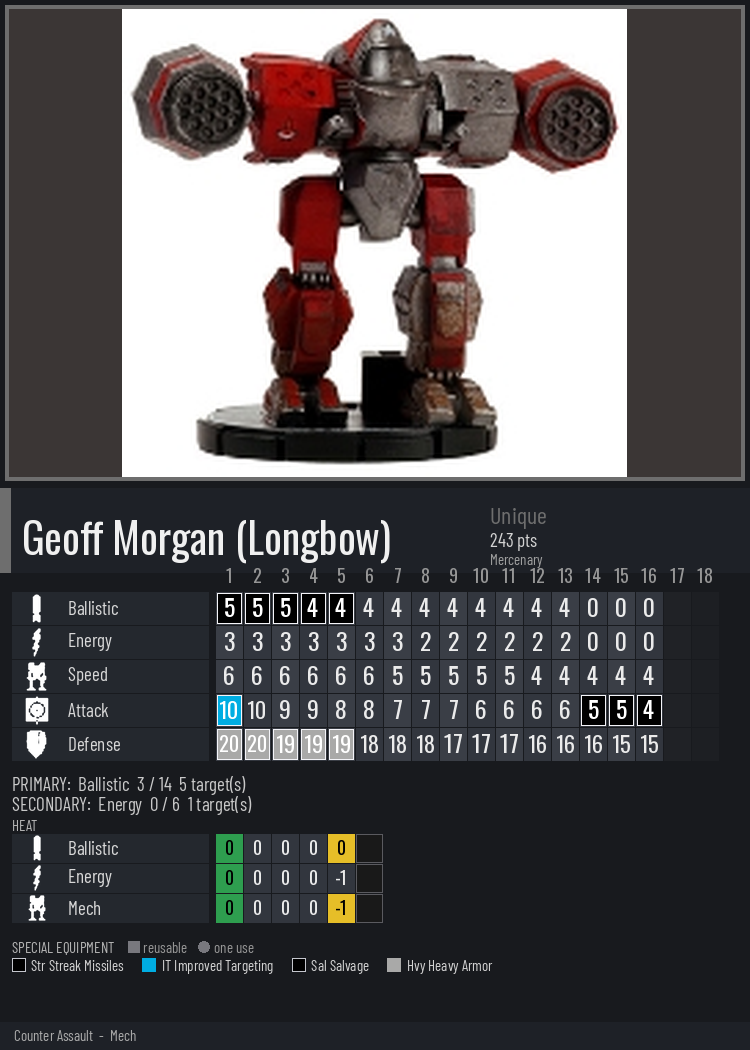 Unique
Geoff Morgan (Longbow)
243 pts
Mercenary
1 2 3 4 5 6 7 8 9 10 11 12 13 14 15 16 17 18
Ballistic 5 5 5 4 4 4 4 4 4 4 4 4 4 0 0 0
Energy 3 3 3 3 3 3 3 2 2 2 2 2 2 0 0 0
Speed 6 6 6 6 6 6 5 5 5 5 5 4 4 4 4 4
Attack 10 10 9 9 8 8 7 7 7 6 6 6 6 5 5 4
Defense 20 20 19 19 19 18 18 18 17 17 17 16 16 16 15 15
PRIMARY: Ballistic 3 / 14 5 target(s)
SECONDARY: Energy 0 / 6 1 target(s)
HEAT
Ballistic 0 0 0 0 0
Energy 0 0 0 0 -1
Mech 0 0 0 0 -1
SPECIAL EQUIPMENT reusable one use
Str Streak Missiles IT Improved Targeting Sal Salvage Hvy Heavy Armor
Counter Assault - Mech